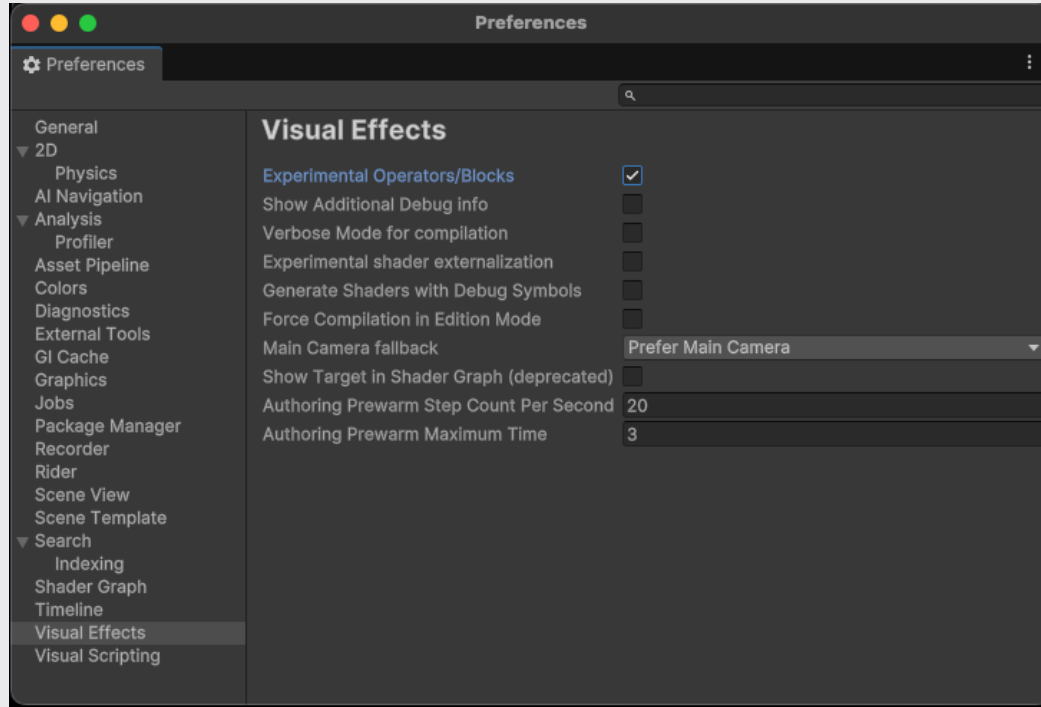 Preferences
Preferences
General
2D
Physics
AI Navigation
Analysis
Profiler
Asset Pipeline
Colors
Diagnostics
External Tools
GI Cache
Graphics
Jobs
Package Manager
Recorder
Rider
Scene View
Scene Template
Search
Indexing
Shader Graph
Timeline
Visual Effects
Visual Scripting
Visual Effects
Experimental Operators/Blocks
Show Additional Debug info
Verbose Mode for compilation
Experimental shader externalization
Generate Shaders with Debug Symbols
Force Compilation in Edition Mode
Main Camera fallback Prefer Main Camera
Show Target in Shader Graph (deprecated)
Authoring Prewarm Step Count Per Second 20
Authoring Prewarm Maximum Time 3